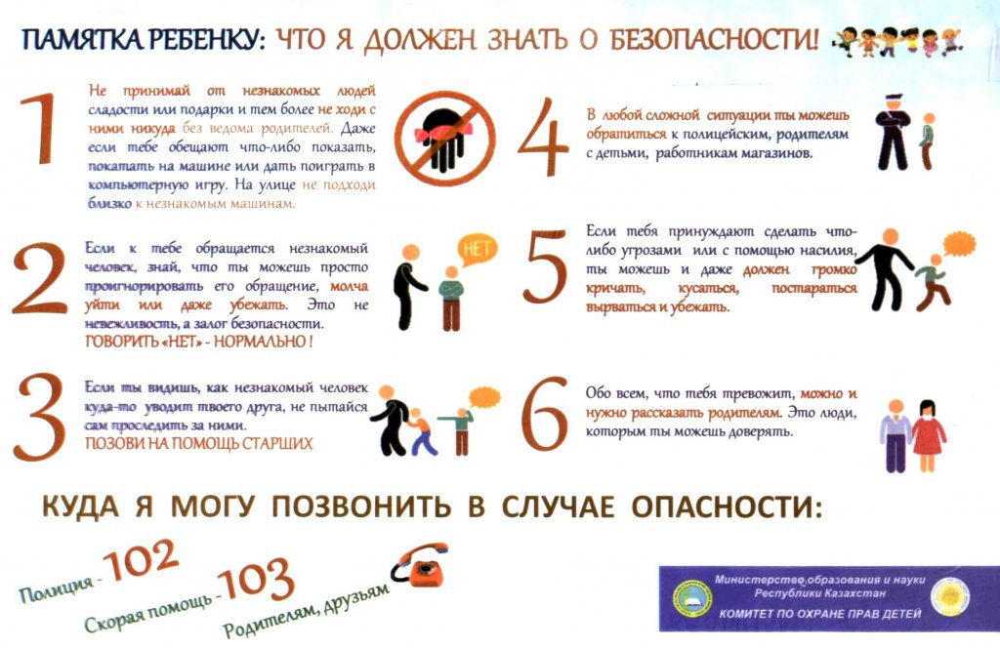 ПАМЯТКА РЕБЕНКУ: ЧТО Я ДОЛЖЕН ЗНАТЬ О БЕЗОПАСНОСТИ!
1
Не принимай от незнакомых людей
сладости или подарки и тем более не ходи с
ними никуда без ведома родителей. Даже
если тебе обещают что-либо показать,
покатать на машине или дать поиграть в
компьютерную игру. На улице не подходи
близко к незнакомым машинам.
2
Если к тебе обращается незнакомый
человек, знай, что ты можешь просто
проигнорировать его обращение, молча
уйти или даже убежать. Это не
невежливость, а залог безопасности.
ГОВОРИТЬ «НЕТ» - НОРМАЛЬНО !
НЕТ
3
Если ты видишь, как незнакомый человек
куда-то уводит твоего друга, не пытайся
сам проследить за ними.
ПОЗОВИ НА ПОМОЩЬ СТАРШИХ
4
В любой сложной ситуации ты можешь
обратиться к полицейским, родителям
с детьми, работникам магазинов.
5
Если тебя принуждают сделать что-
либо угрозами или с помощью насилия,
ты можешь и даже должен громко
кричать, кусаться, постараться
вырваться и убежать.
6
Обо всем, что тебя тревожит, можно и
нужно рассказать родителям. Это люди,
которым ты можешь доверять.
КУДА Я МОГУ ПОЗВОНИТЬ В СЛУЧАЕ ОПАСНОСТИ:
Полиция - 102
Скорая помощь - 103
Родителям, друзьям
Министерство образования и науки
Республики Казахстан
КОМИТЕТ ПО ОХРАНЕ ПРАВ ДЕТЕЙ